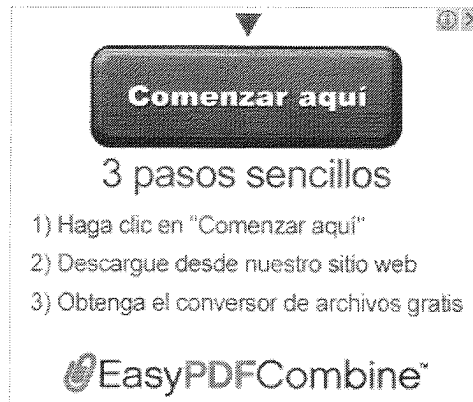 Comenzar aquí
3 pasos sencillos
1) Haga clic en "Comenzar aquí"
2) Descargue desde nuestro sitio web
3) Obtenga el conversor de archivos gratis
EasyPDFCombine™